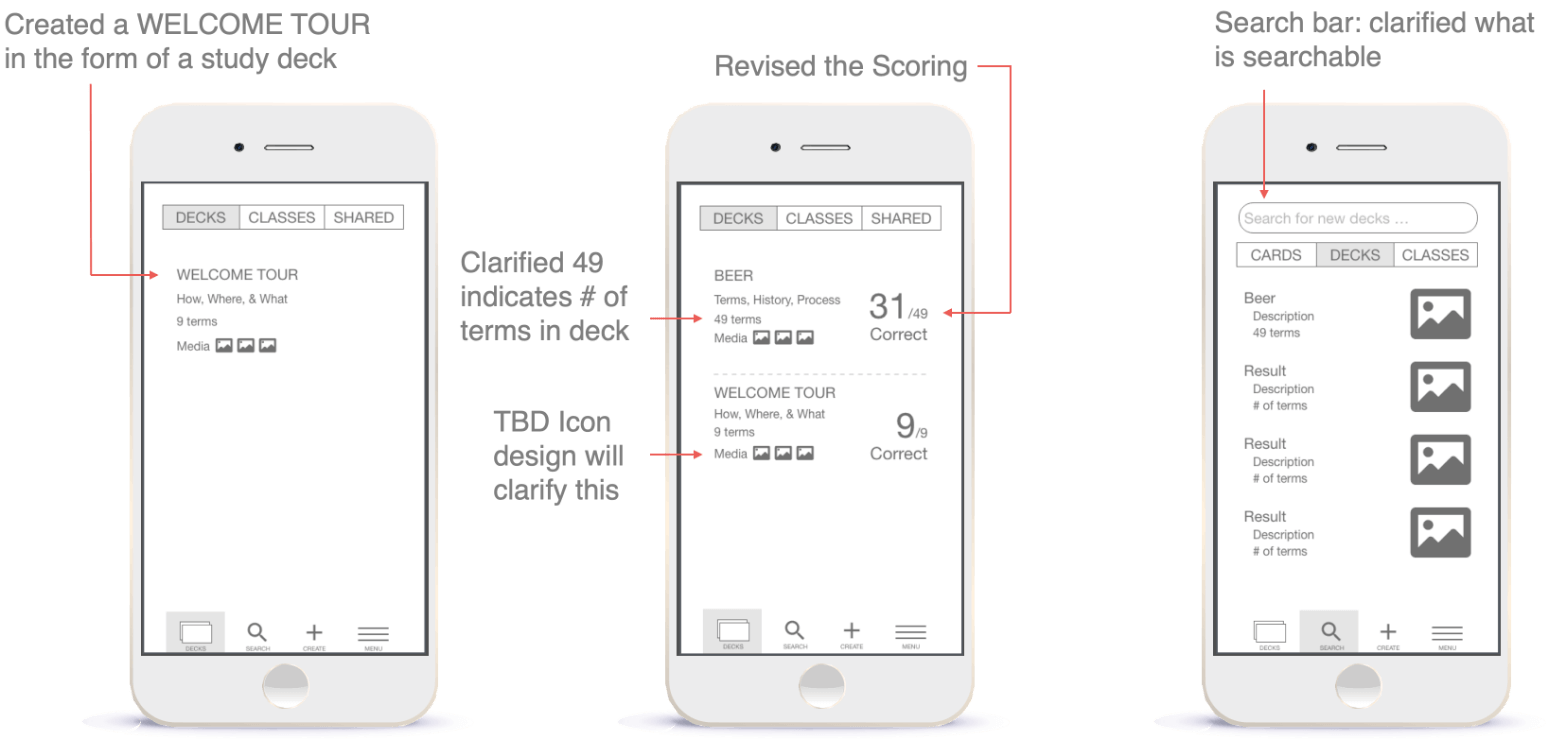 Created a WELCOME TOUR
in the form of a study deck
DECKS CLASSES SHARED
WELCOME TOUR
How, Where, & What
9 terms
Media
DECKS SEARCH CREATE MENU
Revised the Scoring
Clarified 49
indicates # of
terms in deck
TBD Icon
design will
clarify this
DECKS CLASSES SHARED
BEER
Terms, History, Process
49 terms
Media
31/49
Correct
WELCOME TOUR
How, Where, & What
9 terms
Media
9/9
Correct
DECKS SEARCH CREATE MENU
Search bar: clarified what
is searchable
Search for new decks ...
CARDS DECKS CLASSES
Beer
Description
49 terms
Result
Description
# of terms
Result
Description
# of terms
Result
Description
# of terms
DECKS SEARCH CREATE MENU